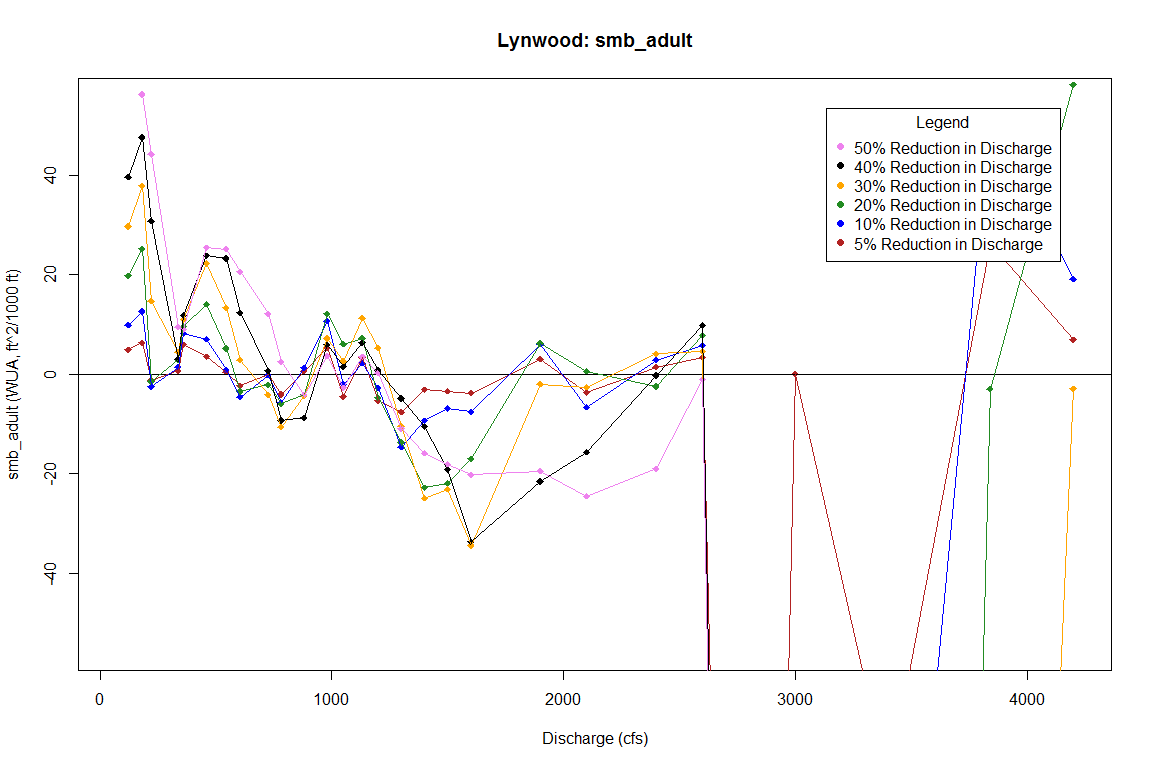 Lynwood: smb_adult
smb_adult (WUA, ft^2/1000 ft)
40
20
0
-20
-40
Legend
50% Reduction in Discharge
40% Reduction in Discharge
30% Reduction in Discharge
20% Reduction in Discharge
10% Reduction in Discharge
5% Reduction in Discharge
0 1000 2000 3000 4000
Discharge (cfs)